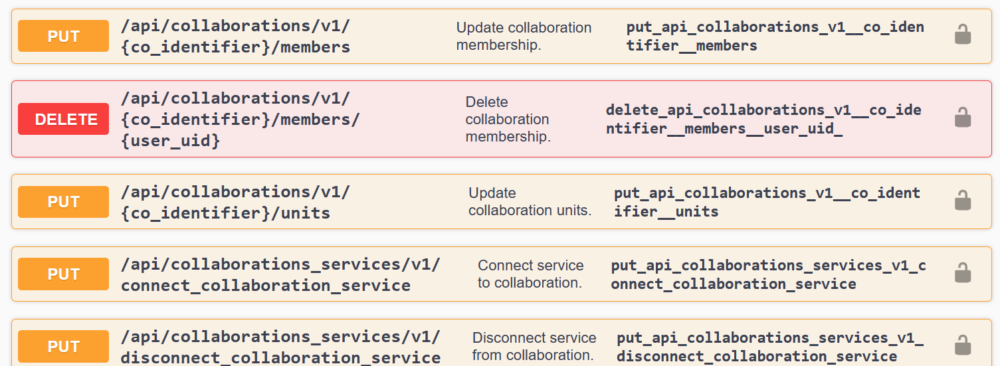 PUT
/api/collaborations/v1/
{co_identifier}/members
Update collaboration
membership.
put_api_collaborations_v1__co_iden
tifier__members
DELETE
/api/collaborations/v1/
{co_identifier}/members/
{user_uid}
Delete
collaboration
membership.
delete_api_collaborations_v1__co_ide
ntifier__members__user_uid_
PUT
/api/collaborations/v1/
{co_identifier}/units
Update
collaboration units.
put_api_collaborations_v1__co_ident
ifier__units
PUT
/api/collaborations_services/v1/
connect_collaboration_service
Connect service
to collaboration.
put_api_collaborations_services_v1_c
onnect_collaboration_service
PUT
/api/collaborations_services/v1/
disconnect_collaboration_service
Disconnect service
from collaboration.
put_api_collaborations_services_v1_
disconnect_collaboration_service